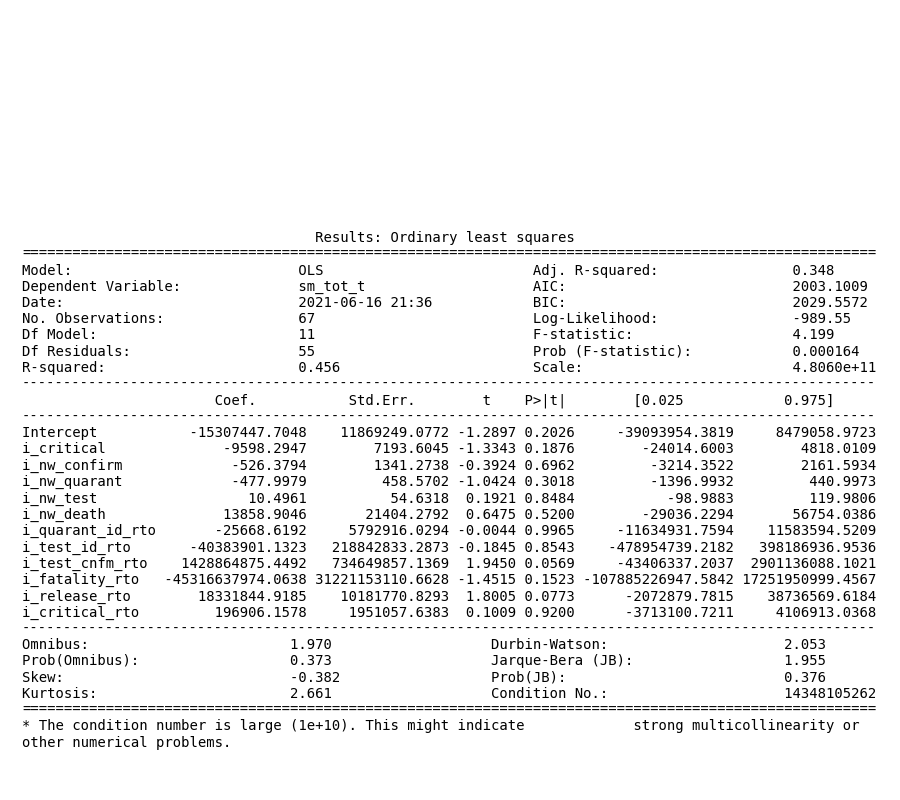 Results: Ordinary least squares
======================================================================================================
Model: OLS Adj. R-squared: 0.348
Dependent Variable: sm_tot_t AIC: 2003.1009
Date: 2021-06-16 21:36 BIC: 2029.5572
No. Observations: 67 Log-Likelihood: -989.55
Df Model: 11 F-statistic: 4.199
Df Residuals: 55 Prob (F-statistic): 0.000164
R-squared: 0.456 Scale: 4.8060e+11
------------------------------------------------------------------------------------------------------
Coef. Std.Err. t P>|t| [0.025 0.975]
------------------------------------------------------------------------------------------------------
Intercept -15307447.7048 11869249.0772 -1.2897 0.2026 -39093954.3819 8479058.9723
i_critical -9598.2947 7193.6045 -1.3343 0.1876 -24014.6003 4818.0109
i_nw_confirm -526.3794 1341.2738 -0.3924 0.6962 -3214.3522 2161.5934
i_nw_quarant -477.9979 458.5702 -1.0424 0.3018 -1396.9932 440.9973
i_nw_test 10.4961 54.6318 0.1921 0.8484 -98.9883 119.9806
i_nw_death 13858.9046 21404.2792 0.6475 0.5200 -29036.2294 56754.0386
i_quarant_id_rto -25668.6192 5792916.0294 -0.0044 0.9965 -11634931.7594 11583594.5209
i_test_id_rto -40383901.1323 218842833.2873 -0.1845 0.8543 -478954739.2182 398186936.9536
i_test_cnfm_rto 1428864875.4492 734649857.1369 1.9450 0.0569 -43406337.2037 2901136088.1021
i_fatality_rto -45316637974.0638 31221153110.6628 -1.4515 0.1523 -107885226947.5842 17251950999.4567
i_release_rto 18331844.9185 10181770.8293 1.8005 0.0773 -2072879.7815 38736569.6184
i_critical_rto 196906.1578 1951057.6383 0.1009 0.9200 -3713100.7211 4106913.0368
------------------------------------------------------------------------------------------------------
Omnibus: 1.970 Durbin-Watson: 2.053
Prob(Omnibus): 0.373 Jarque-Bera (JB): 1.955
Skew: -0.382 Prob(JB): 0.376
Kurtosis: 2.661 Condition No.: 14348105262
======================================================================================================
* The condition number is large (1e+10). This might indicate strong multicollinearity or
other numerical problems.